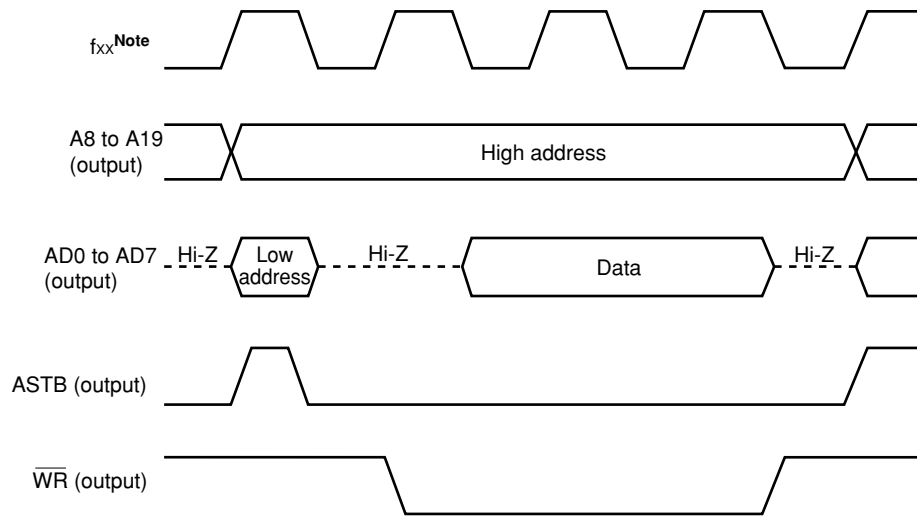 fxxNote
A8 to A19
(output)
High address
AD0 to AD7
(output)
Hi-Z
Low
address
Hi-Z
Data
Hi-Z
ASTB (output)
WR (output)